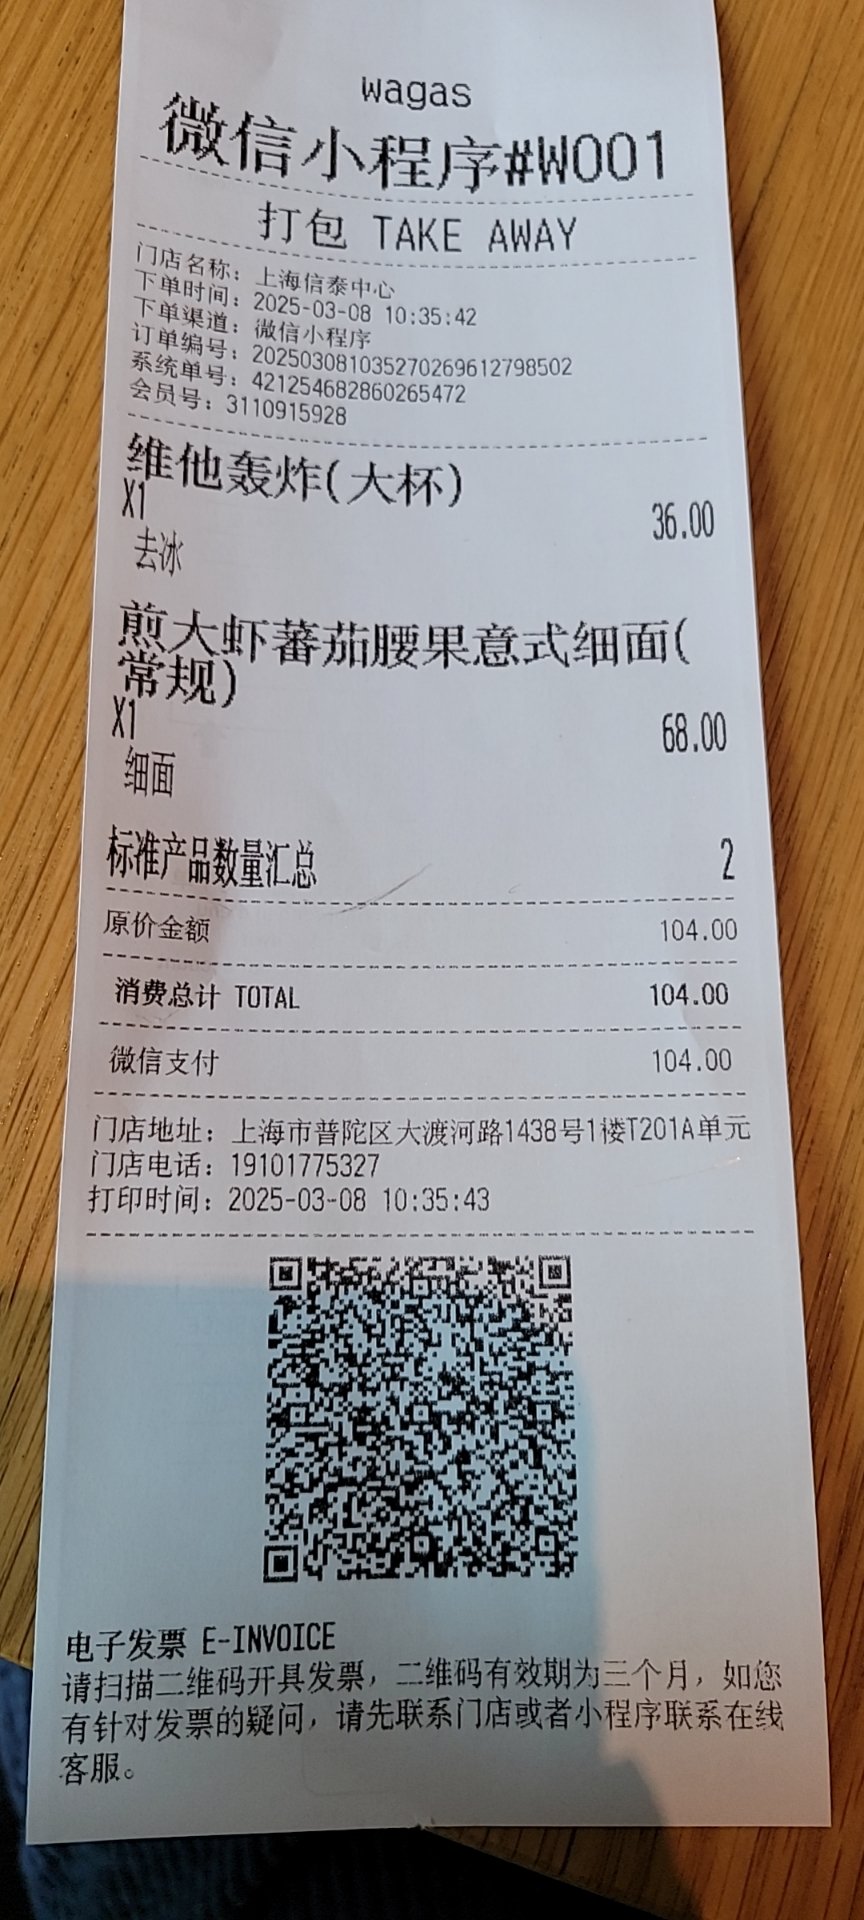 wagas
微信小程序#W001
打包 TAKE AWAY
门店名称：上海信泰中心
下单时间：2025-03-08 10:35:42
下单渠道：微信小程序
订单编号：202503081035270269612798502
系统单号：421254682860265472
会员号：3110915928
维他轰炸(大杯)
X1 36.00
去冰
煎大虾蕃茄腰果意式细面(
常规)
X1 68.00
细面
标准产品数量汇总 2
原价金额 104.00
消费总计 TOTAL 104.00
微信支付 104.00
门店地址：上海市普陀区大渡河路1438号1楼T201A单元
门店电话：19101775327
打印时间：2025-03-08 10:35:43
电子发票 E-INVOICE
请扫描二维码开具发票，二维码有效期为三个月，如您
有针对发票的疑问，请先联系门店或者小程序联系在线
客服。